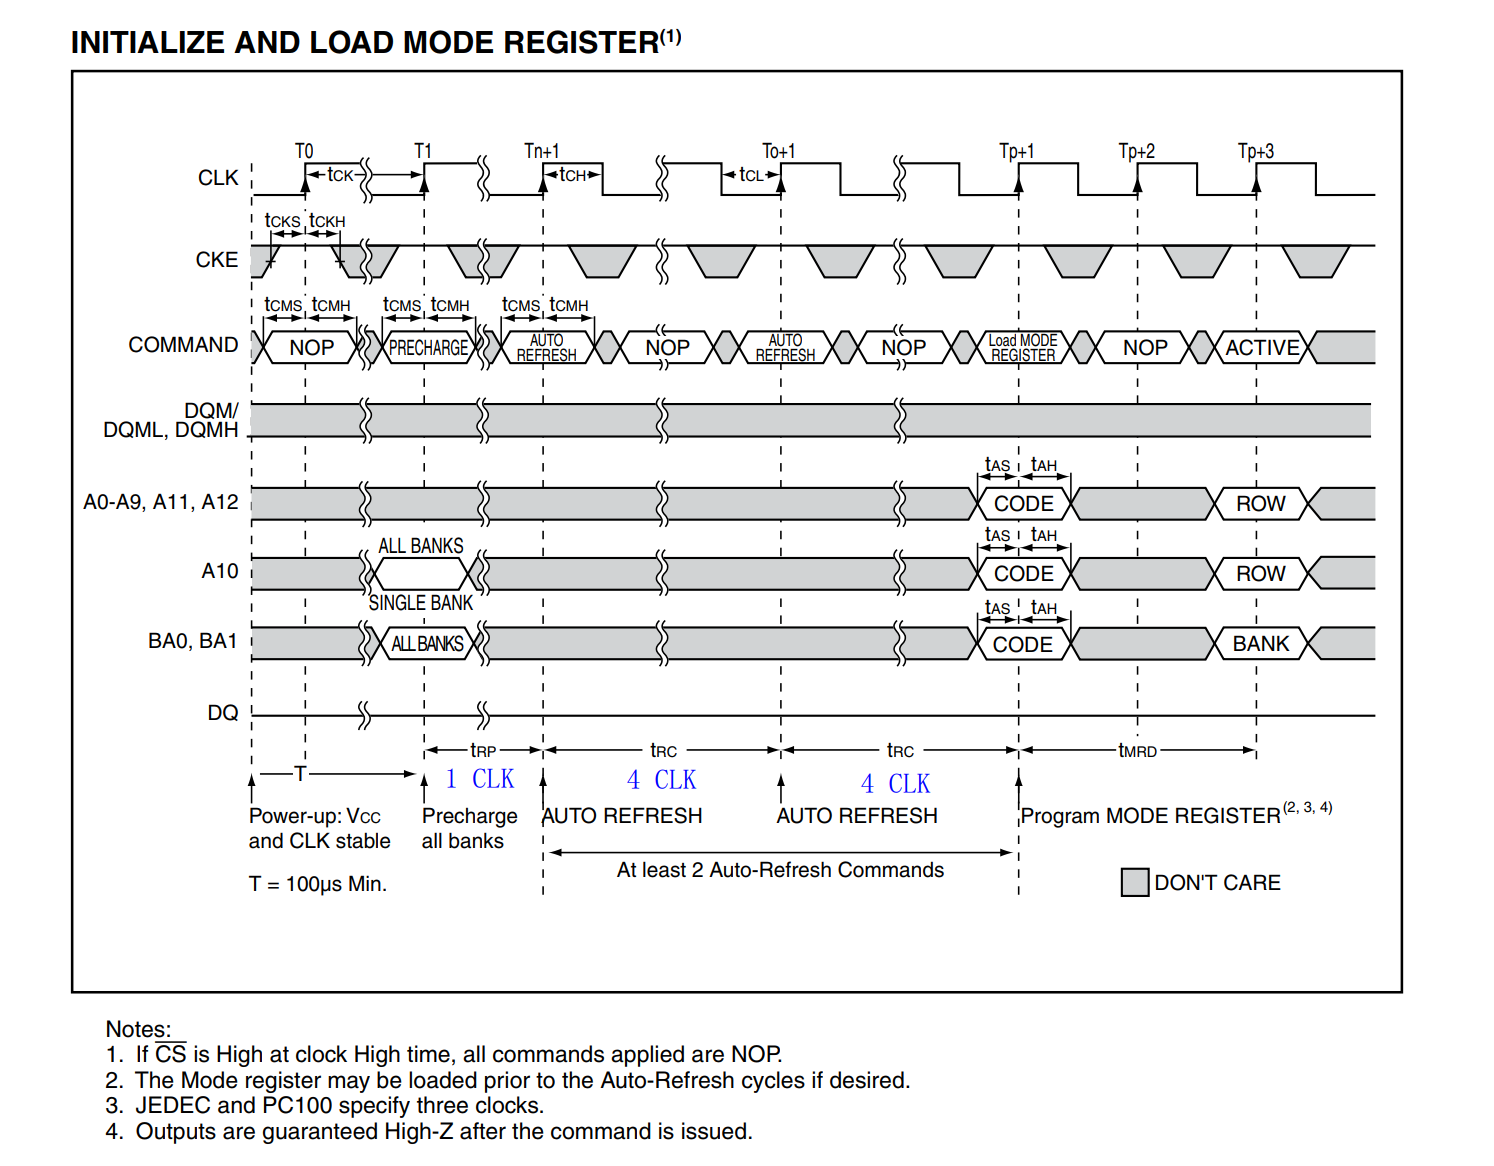 INITIALIZE AND LOAD MODE REGISTER(1)
T0 T1 Tn+1 To+1 Tp+1 Tp+2 Tp+3
CLK tCK tCH tCL
tCKS tCKH
CKE
tCMS tCMH tCMS tCMH tCMS tCMH
COMMAND NOP PRECHARGE AUTO REFRESH NOP AUTO REFRESH NOP Load MODE REGISTER NOP ACTIVE
DQM/
DQML, DQMH
tAS tAH
A0-A9, A11, A12 CODE ROW
ALL BANKS tAS tAH
A10 CODE ROW
SINGLE BANK tAS tAH
BA0, BA1 ALL BANKS CODE BANK
DQ
tRP tRC tRC tMRD
T 1 CLK 4 CLK 4 CLK
Power-up: VCC Precharge AUTO REFRESH AUTO REFRESH Program MODE REGISTER(2, 3, 4)
and CLK stable all banks
At least 2 Auto-Refresh Commands
T = 100µs Min. DON'T CARE
Notes:
1. If CS is High at clock High time, all commands applied are NOP.
2. The Mode register may be loaded prior to the Auto-Refresh cycles if desired.
3. JEDEC and PC100 specify three clocks.
4. Outputs are guaranteed High-Z after the command is issued.